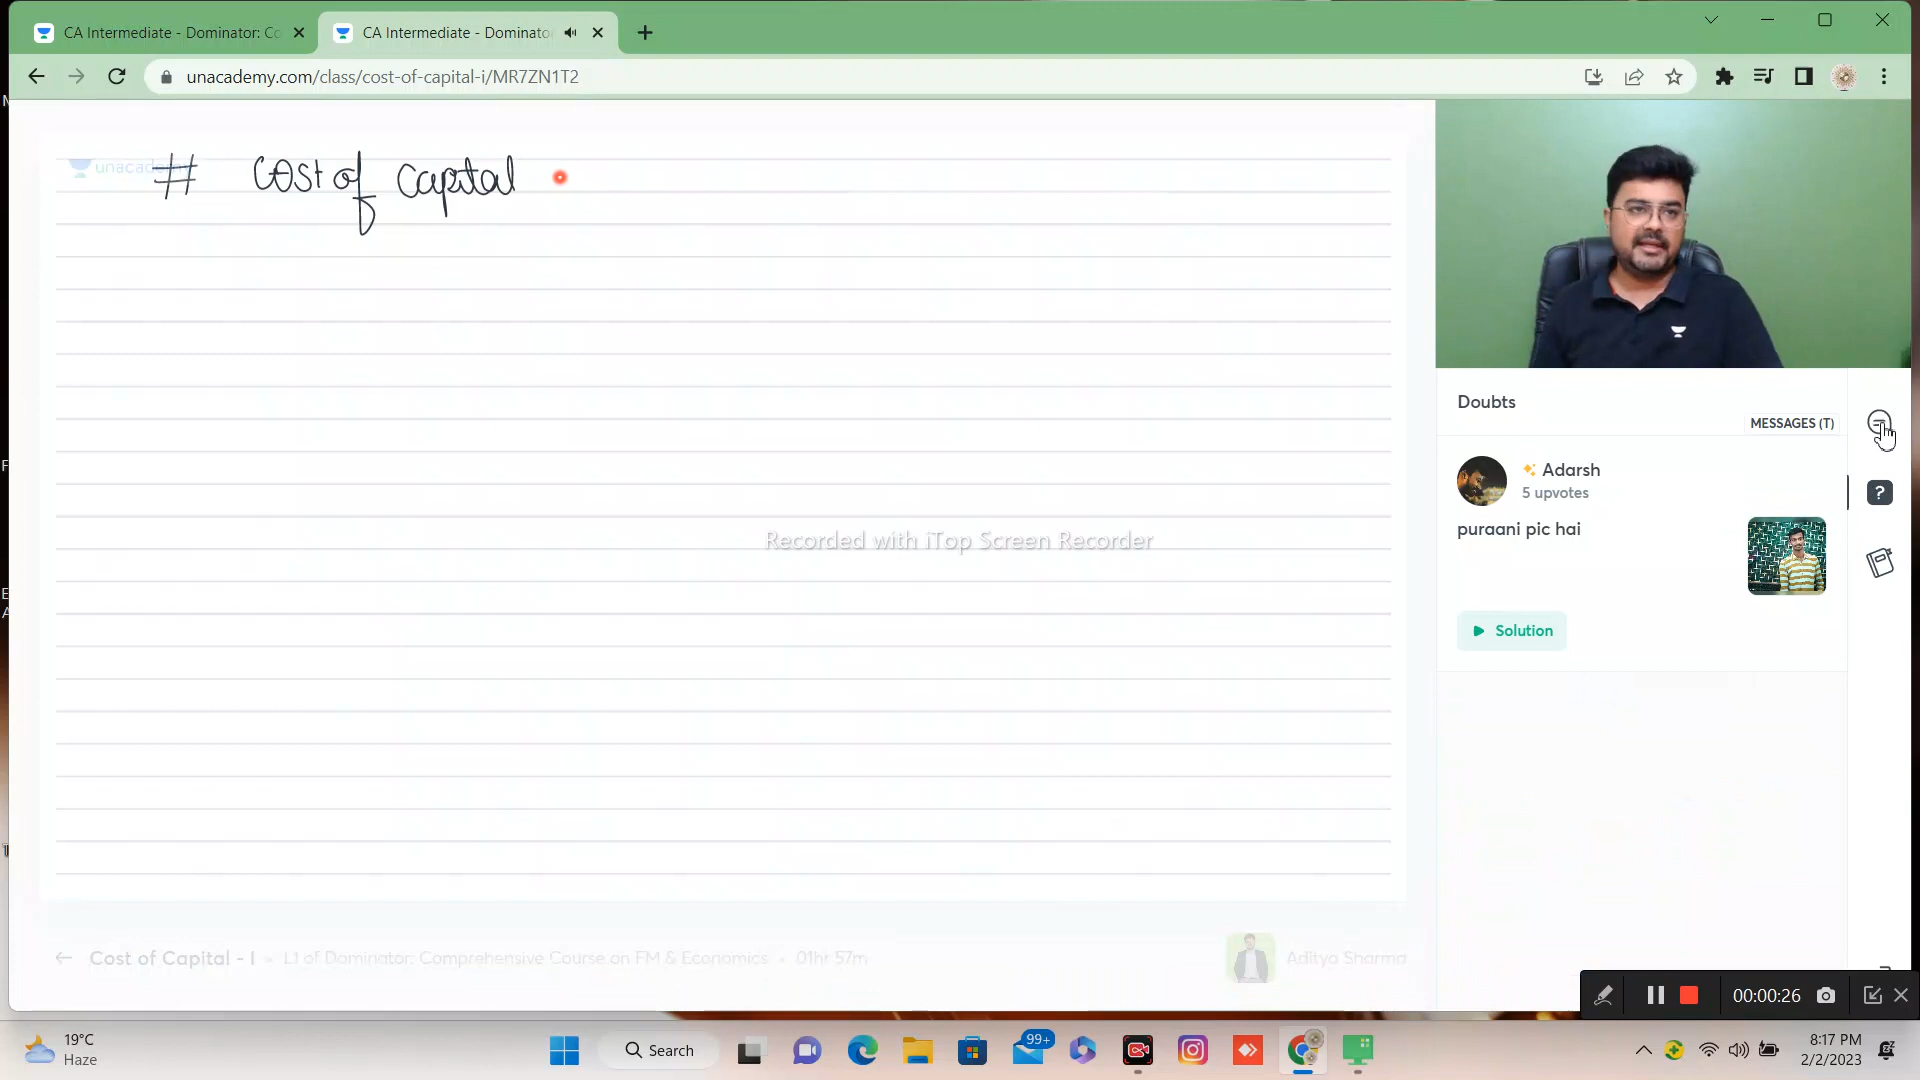 CA Intermediate - Dominator: Co
CA Intermediate - Dominato
unacademy.com/class/cost-of-capital-i/MR7ZN1T2
unacademy
# Cost of Capital
Recorded with iTop Screen Recorder
Doubts
MESSAGES (T)
Adarsh
5 upvotes
puraani pic hai
Solution
Cost of Capital - I • L1 of Dominator: Comprehensive Course on FM & Economics • 01hr 57m
Aditya Sharma
00:00:26
19°C
Haze
Search
99+
8:17 PM
2/2/2023